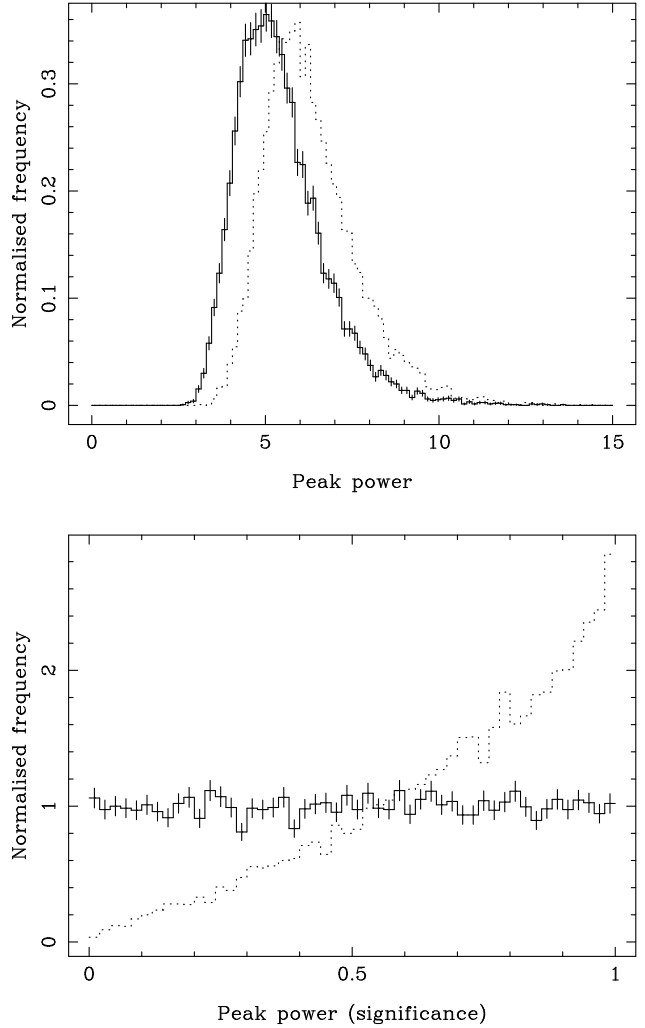 0.3
0.2
0.1
0
Normalised frequency
0 5 10 15
Peak power
2
1
0
Normalised frequency
0 0.5 1
Peak power (significance)